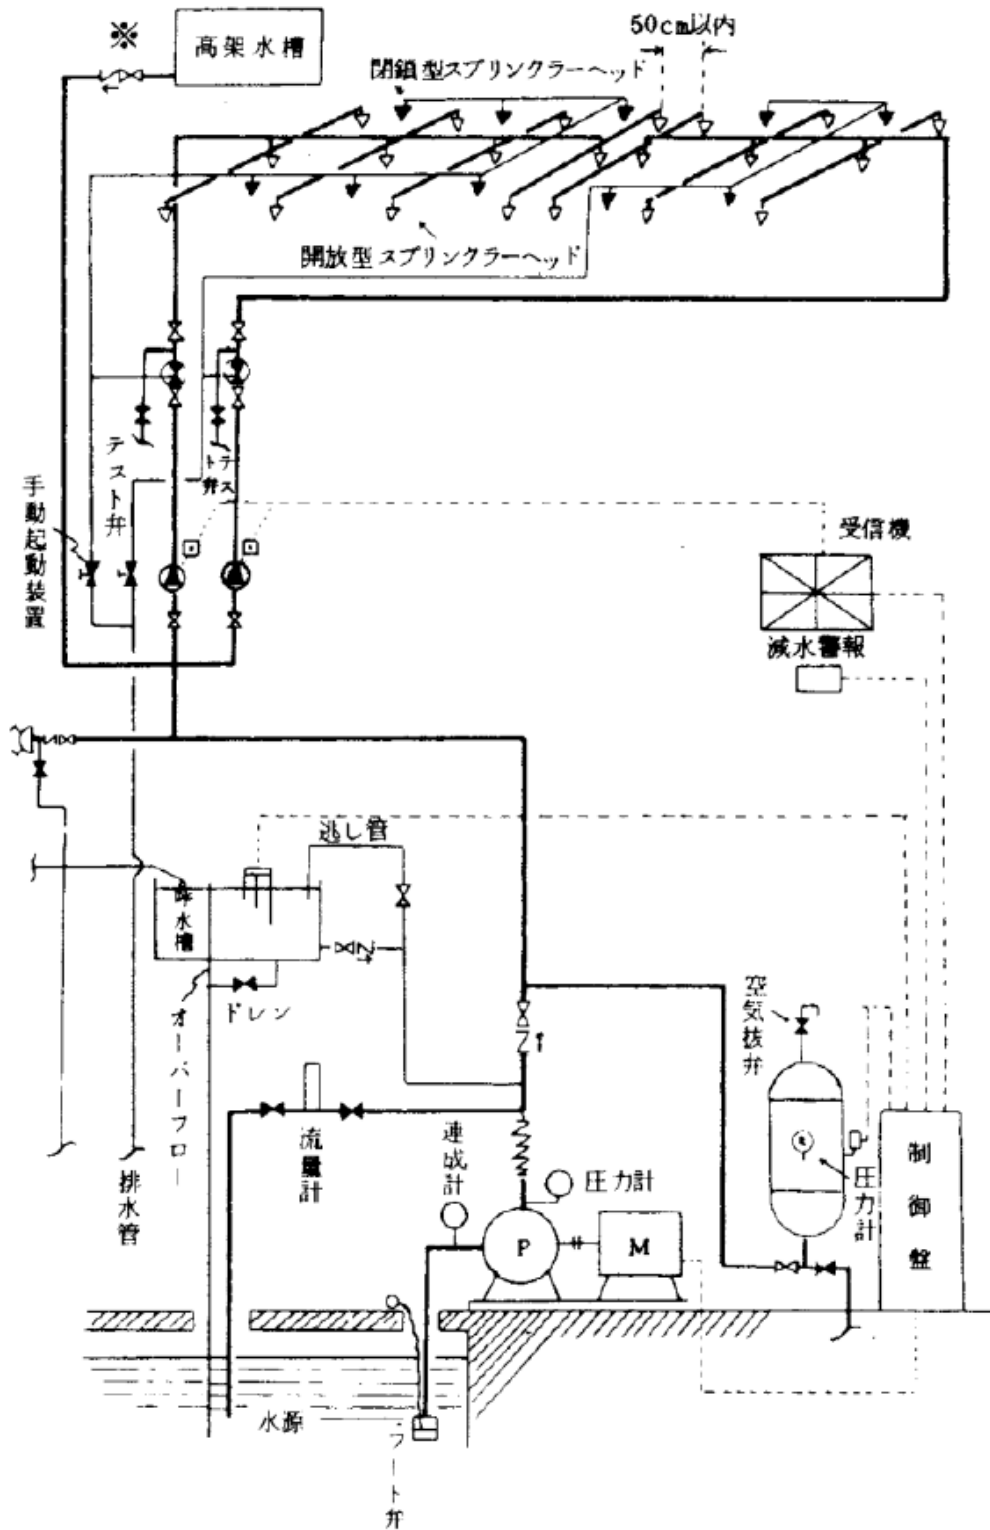 ※
高架水槽
50cm以内
閉鎖型スプリンクラーヘッド
開放型スプリンクラーヘッド
テスト弁
テスト弁
手動起動装置
受信機
減水警報
逃し管
呼水槽
ドレン
オーバーフロー
空気抜弁
流量計
連成計
圧力計
圧力計
制御盤
排水管
P
M
水源
フート弁